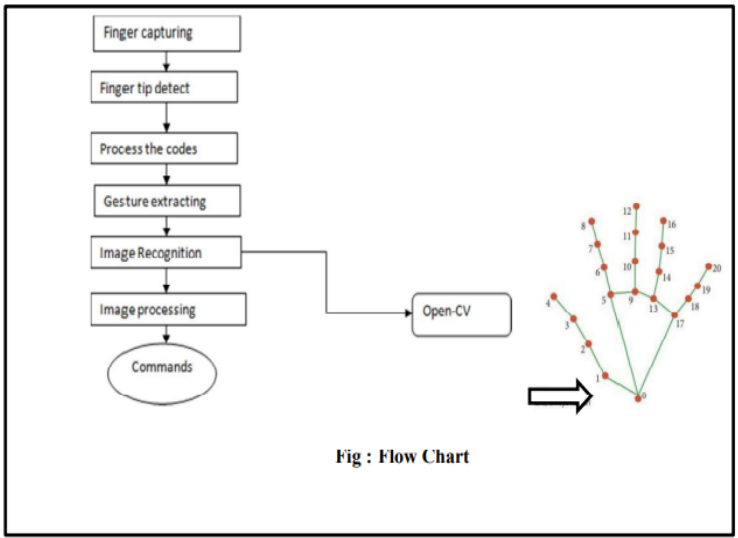 Finger capturing
Finger tip detect
Process the codes
Gesture extracting
Image Recognition
Image processing
Commands
Open-CV
12
8
16
11
7
15
10
6
14
20
19
4
5
9
13
18
3
17
2
1
0
Fig : Flow Chart